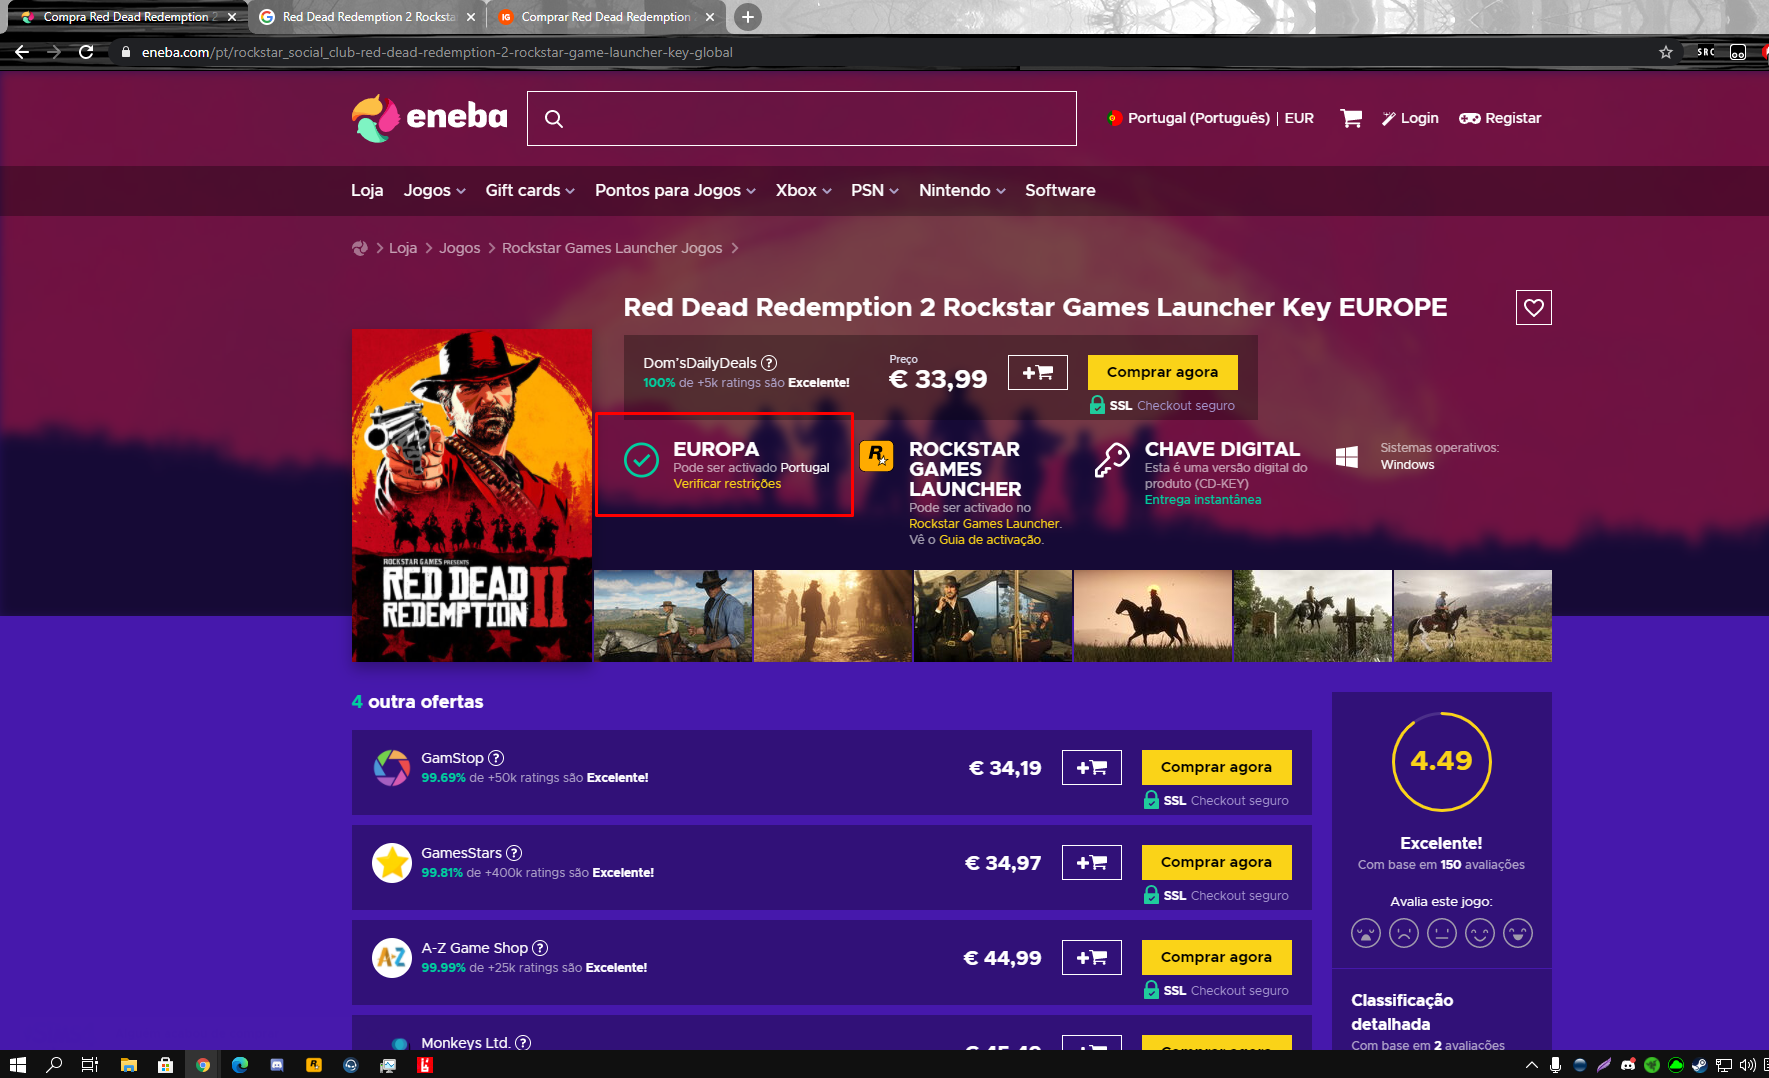 Compra Red Dead Redemption 2
Red Dead Redemption 2 Rocksta
Comprar Red Dead Redemption
eneba.com/pt/rockstar_social_club-red-dead-redemption-2-rockstar-game-launcher-key-global
SRC
eneba
Portugal (Português) | EUR
Login
Registar
Loja
Jogos
Gift cards
Pontos para Jogos
Xbox
PSN
Nintendo
Software
Loja
Jogos
Rockstar Games Launcher Jogos
Red Dead Redemption 2 Rockstar Games Launcher Key EUROPE
Dom'sDailyDeals ?
100% de +5k ratings são Excelente!
Preço
€ 33,99
+
Comprar agora
SSL Checkout seguro
EUROPA
Pode ser activado Portugal
Verificar restrições
R
ROCKSTAR
GAMES
LAUNCHER
Pode ser activado no
Rockstar Games Launcher.
Vê o Guia de activação.
CHAVE DIGITAL
Esta é uma versão digital do
produto (CD-KEY)
Entrega instantânea
Sistemas operativos:
Windows
ROCKSTAR GAMES PRESENTS
RED DEAD
REDEMPTION II
4 outra ofertas
GamStop ?
99.69% de +50k ratings são Excelente!
€ 34,19
+
Comprar agora
SSL Checkout seguro
GamesStars ?
99.81% de +400k ratings são Excelente!
€ 34,97
+
Comprar agora
SSL Checkout seguro
A-Z
A-Z Game Shop ?
99.99% de +25k ratings são Excelente!
€ 44,99
+
Comprar agora
SSL Checkout seguro
Monkeys Ltd. ?
€ 45,49
Comprar agora
4.49
Excelente!
Com base em 150 avaliações
Avalia este jogo:
Classificação
detalhada
Com base em 2 avaliações